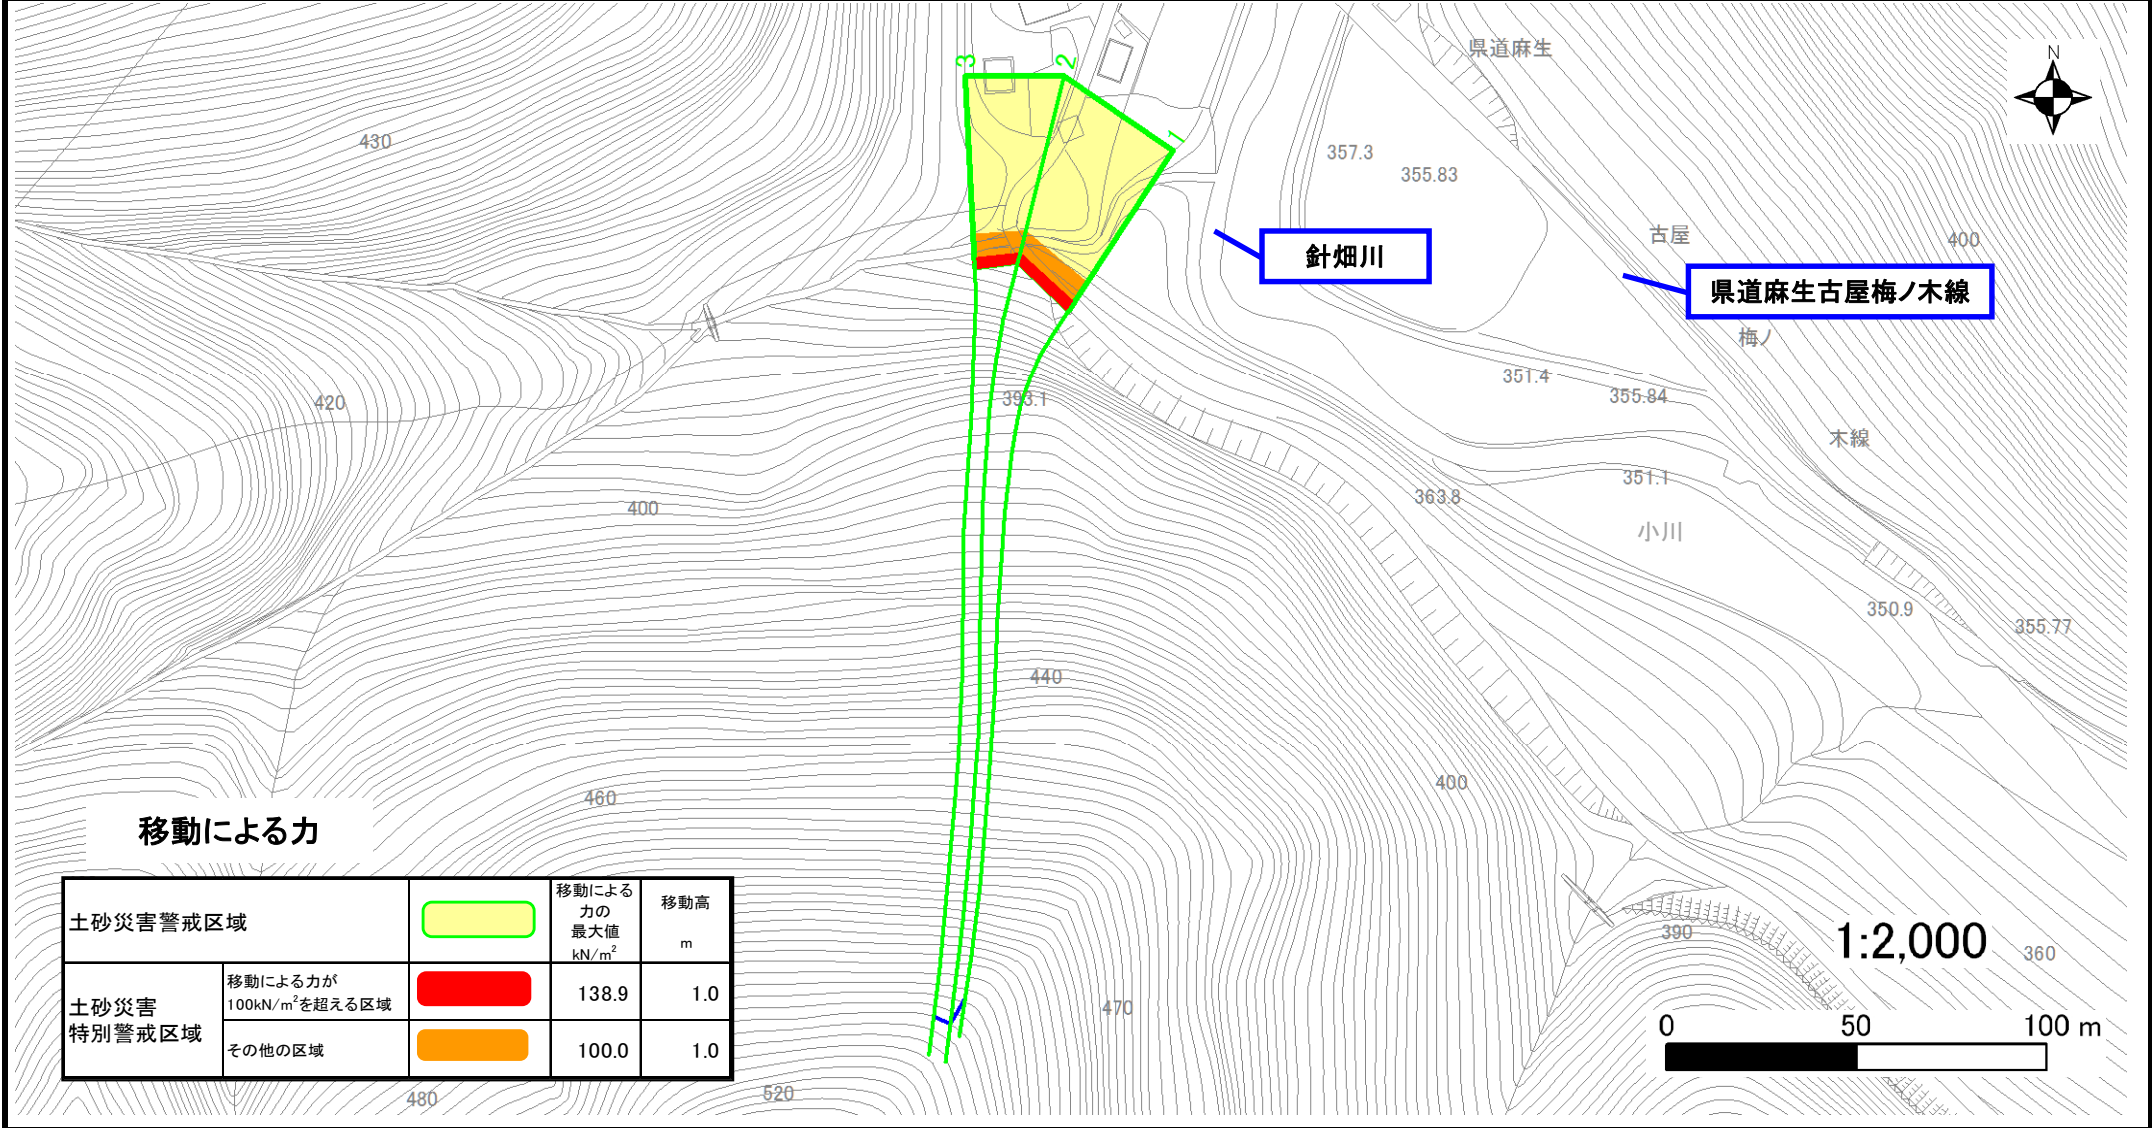 県道麻生
N
3
2
1
430
357.3
355.83
古屋
400
針畑川
県道麻生古屋梅ノ木線
梅ノ
351.4
355.84
393.1
420
木線
351.1
363.8
400
小川
350.9
355.77
440
400
460
移動による力
土砂災害警戒区域
移動による
力の
最大値
kN/m²
移動高
m
土砂災害
特別警戒区域
移動による力が
100kN/m²を超える区域
138.9
1.0
その他の区域
100.0
1.0
390
1:2,000
360
470
0 50 100 m
480
520